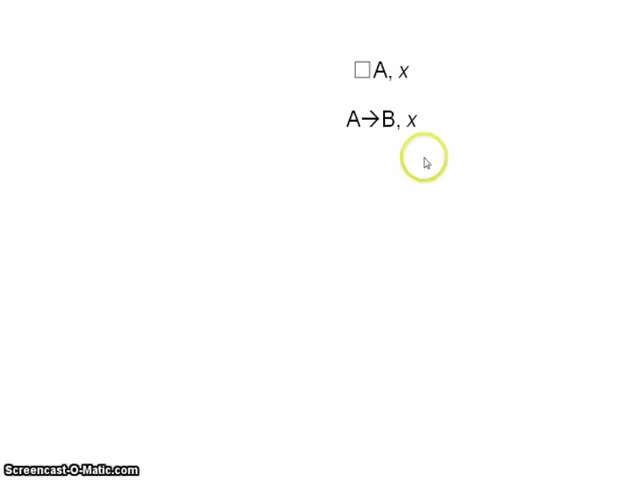 □A, x
A→B, x
Screencast-O-Matic.com